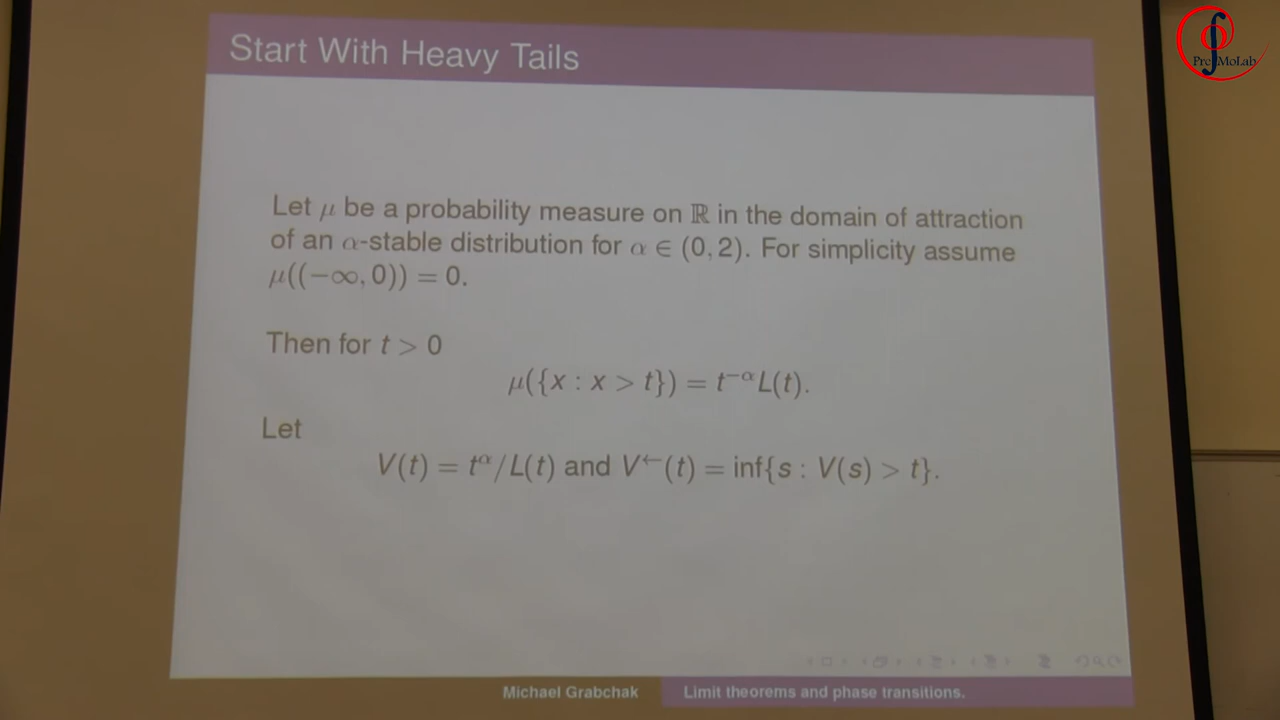 Start With Heavy Tails
PreMoLab
Let μ be a probability measure on ℝ in the domain of attraction
of an α-stable distribution for α ∈ (0, 2). For simplicity assume
μ((−∞, 0)) = 0.
Then for t > 0
μ({x : x > t}) = t^{−α}L(t).
Let
V(t) = t^α/L(t) and V^←(t) = inf{s : V(s) > t}.
Michael Grabchak
Limit theorems and phase transitions.